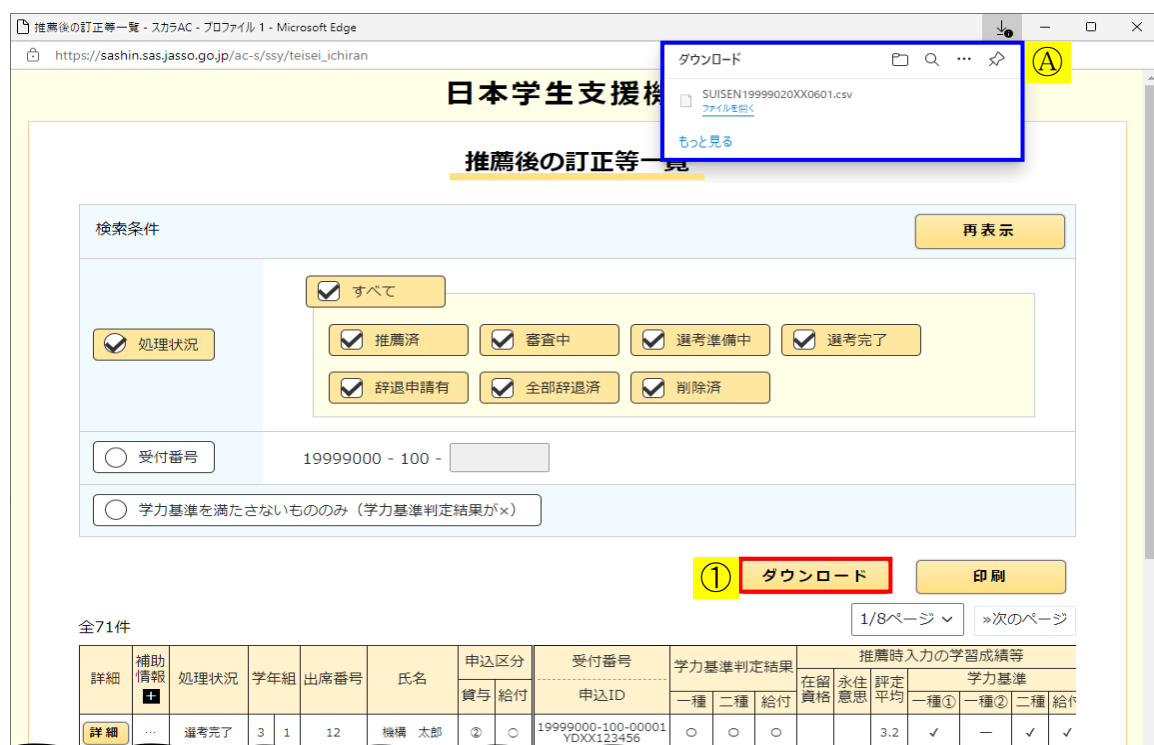 推薦後の訂正等一覧 - スカラAC - プロファイル 1 - Microsoft Edge
https://sashin.sas.jasso.go.jp/ac-s/ssy/teisei_ichiran
ダウンロード
Ⓐ
SUISEN19999020XX0601.csv
ファイルを開く
もっと見る
日本学生支援機
推薦後の訂正等一覧
検索条件
再表示
すべて
処理状況
推薦済
審査中
選考準備中
選考完了
辞退申請有
全部辞退済
削除済
受付番号
19999000 - 100 -
学力基準を満たさないもののみ（学力基準判定結果が×）
①
ダウンロード
印刷
全71件
1/8ページ
»次のページ
詳細 補助情報 処理状況 学年組 出席番号 氏名 申込区分 受付番号 学力基準判定結果 推薦時入力の学習成績等
貸与 給付 申込ID 一種 二種 給付 在留資格 永住意思 評定平均 学力基準
一種① 一種② 二種 給付
詳細 … 選考完了 3 1 12 機構 太郎 ② ○ 19999000-100-00001 ○ ○ ○ 3.2 ✓ － ✓ ✓
YDXX123456